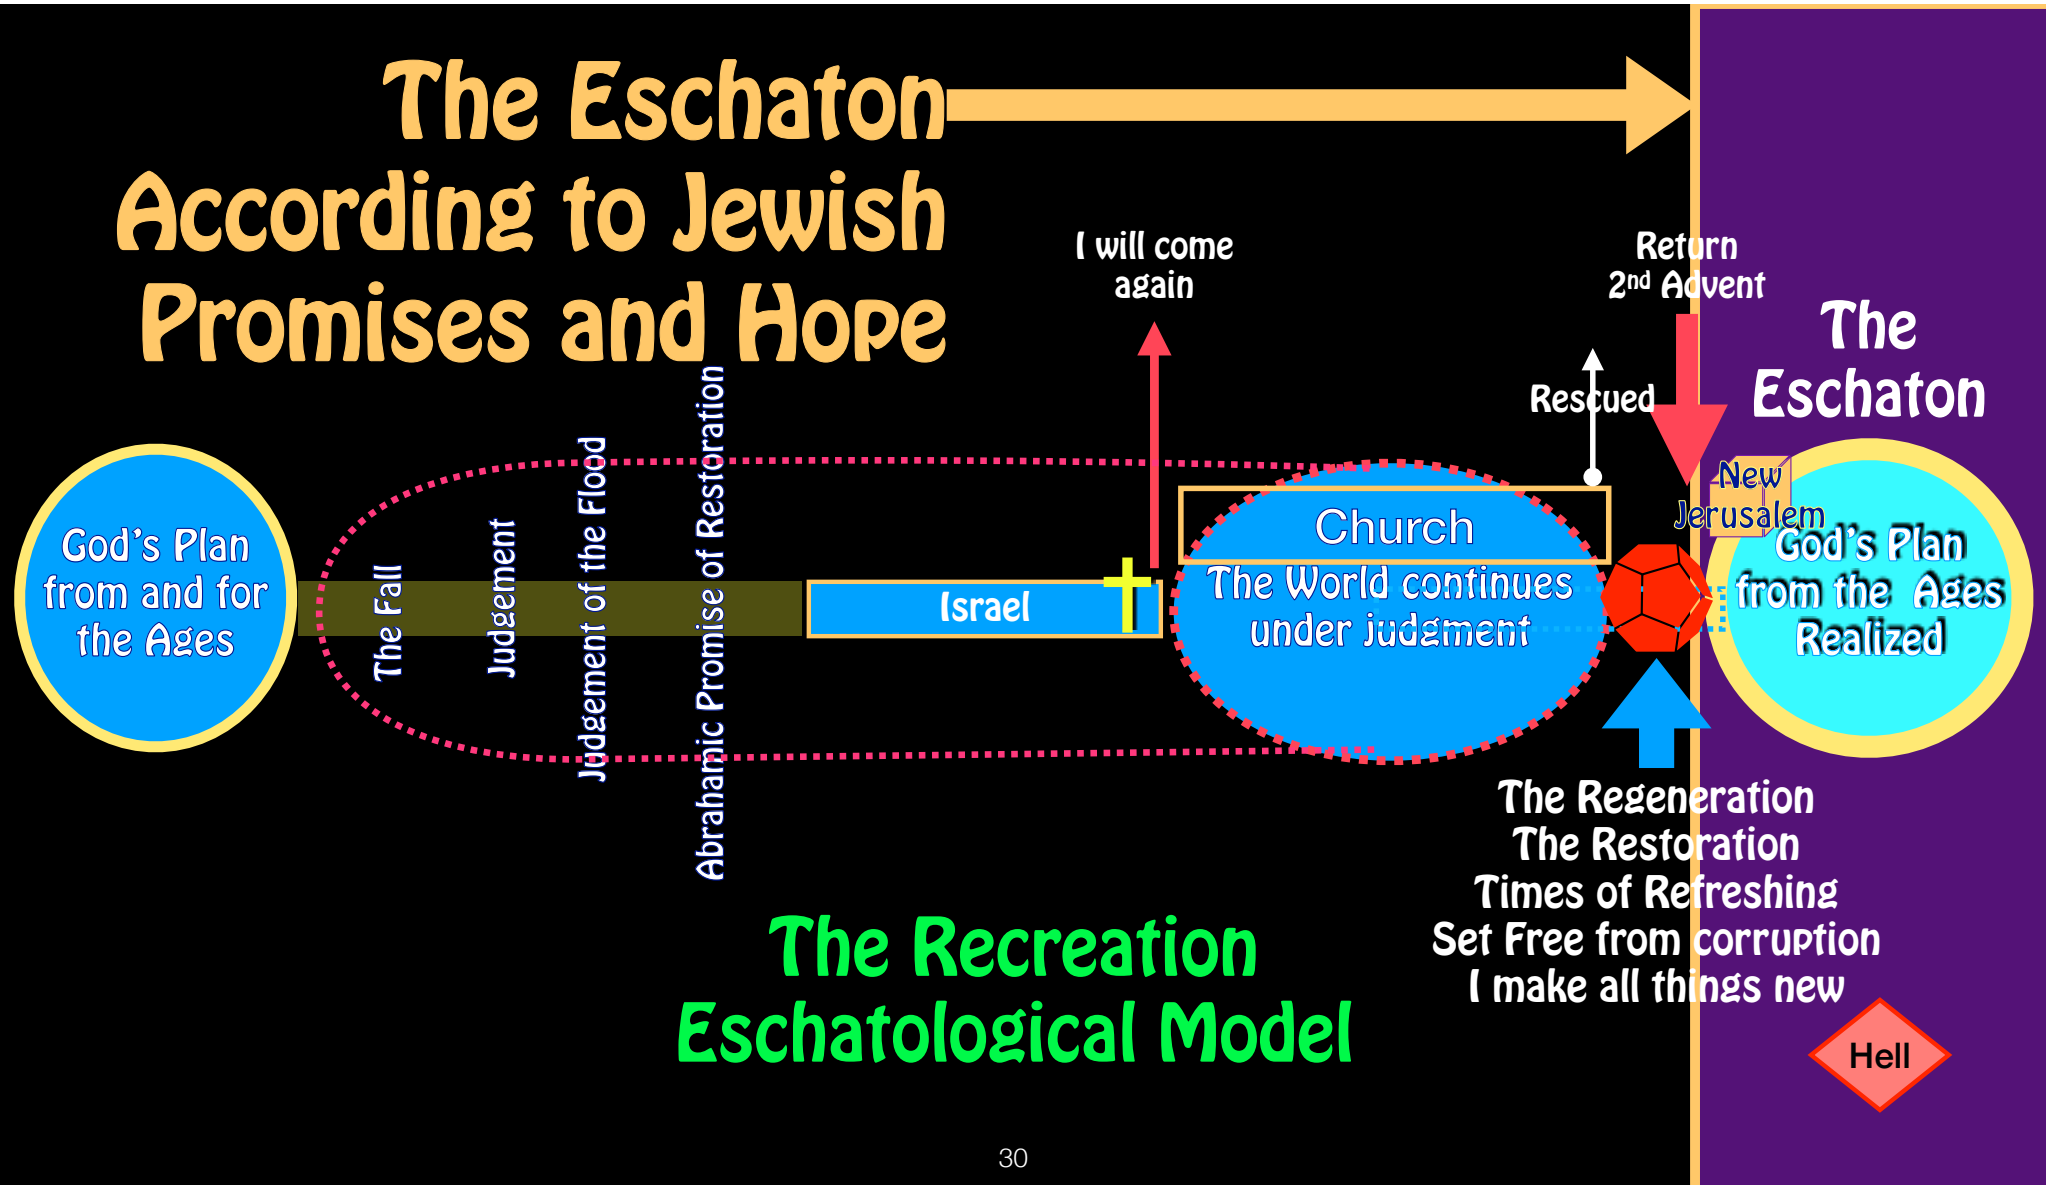 The Eschaton
According to Jewish
Promises and Hope
I will come
again
Return
2nd Advent
Rescued
The
Eschaton
God's Plan
from and for
the Ages
The Fall
Judgement
Judgement of the Flood
Abrahamic Promise of Restoration
Israel
Church
The World continues
under judgment
New
Jerusalem
God's Plan
from the Ages
Realized
The Regeneration
The Restoration
Times of Refreshing
Set Free from corruption
I make all things new
The Recreation
Eschatological Model
Hell
30